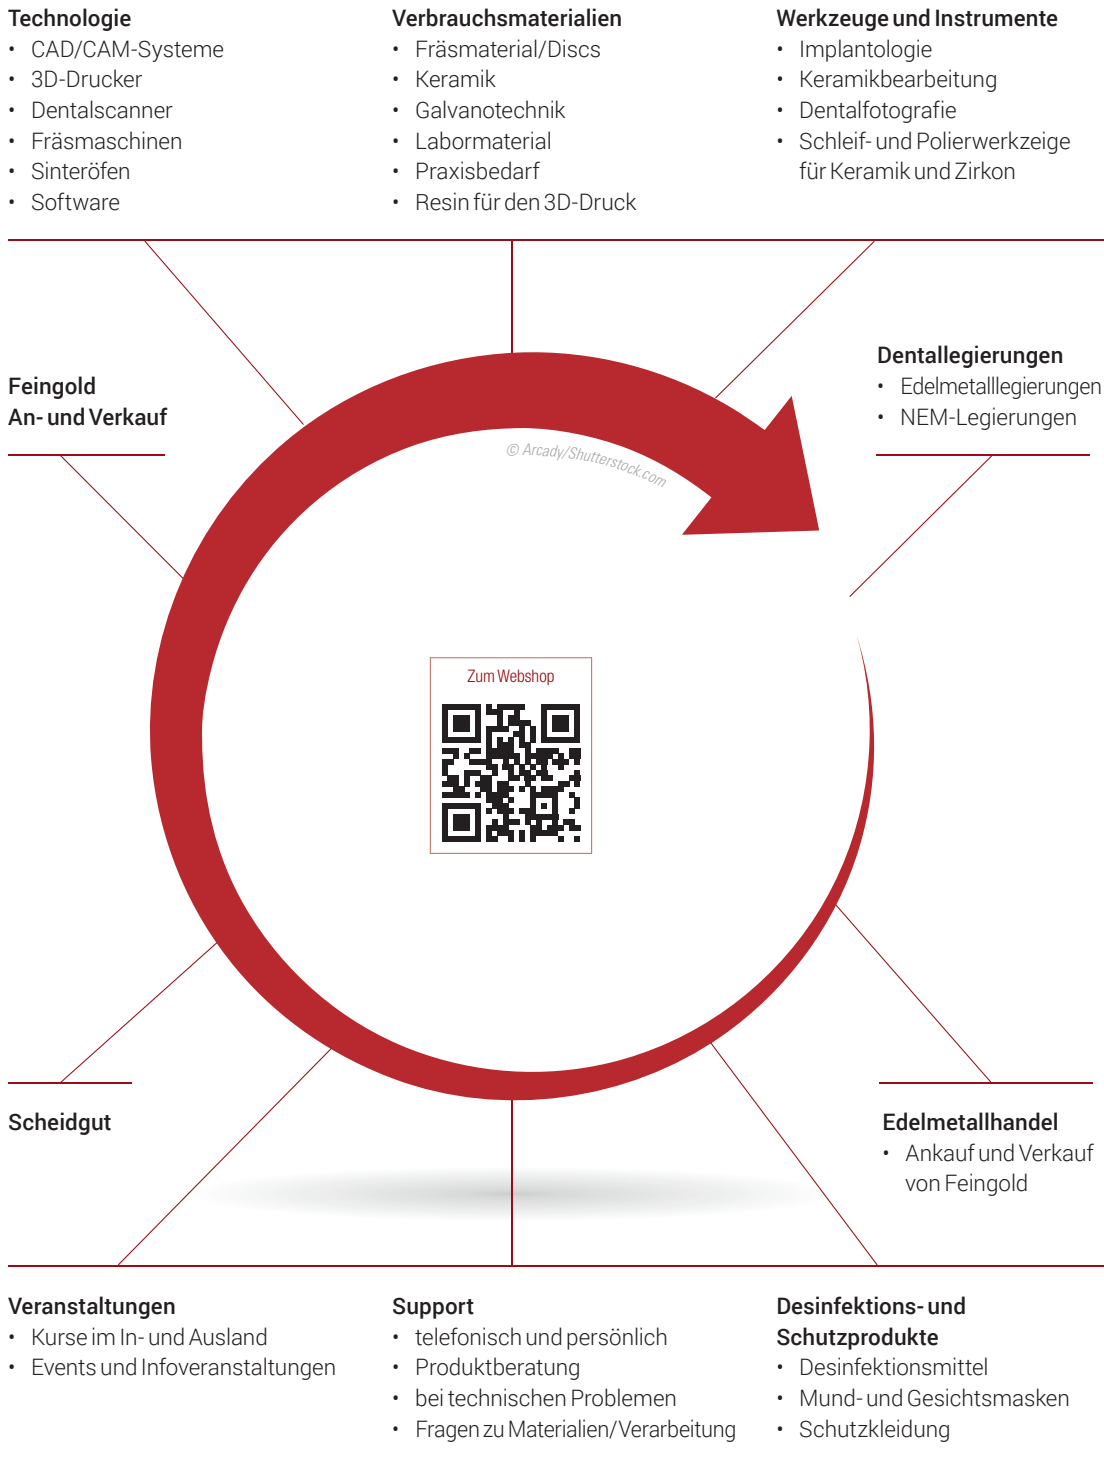 Technologie
• CAD/CAM-Systeme
• 3D-Drucker
• Dentalscanner
• Fräsmaschinen
• Sinteröfen
• Software
Verbrauchsmaterialien
• Fräsmaterial/Discs
• Keramik
• Galvanotechnik
• Labormaterial
• Praxisbedarf
• Resin für den 3D-Druck
Werkzeuge und Instrumente
• Implantologie
• Keramikbearbeitung
• Dentalfotografie
• Schleif- und Polierwerkzeige
für Keramik und Zirkon
Feingold
An- und Verkauf
Dentallegierungen
• Edelmetalllegierungen
• NEM-Legierungen
© Arcady/Shutterstock.com
Zum Webshop
Scheidgut
Edelmetallhandel
• Ankauf und Verkauf
von Feingold
Veranstaltungen
• Kurse im In- und Ausland
• Events und Infoveranstaltungen
Support
• telefonisch und persönlich
• Produktberatung
• bei technischen Problemen
• Fragen zu Materialien/Verarbeitung
Desinfektions- und
Schutzprodukte
• Desinfektionsmittel
• Mund- und Gesichtsmasken
• Schutzkleidung